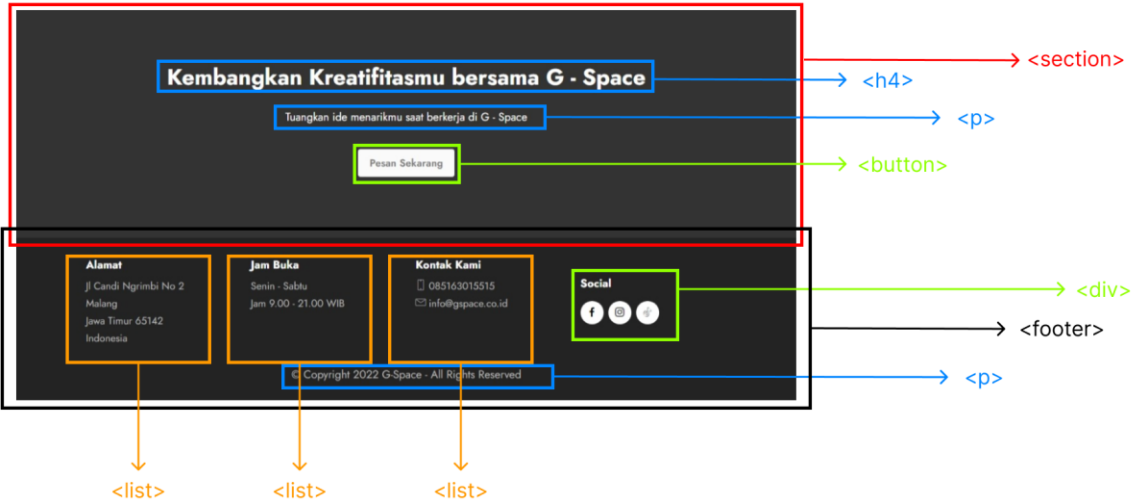 <section>
Kembangkan Kreatifitasmu bersama G - Space
<h4>
Tuangkan ide menarikmu saat berkerja di G - Space
<p>
Pesan Sekarang
<button>
Alamat
Jl Candi Ngrimbi No 2
Malang
Jawa Timur 65142
Indonesia
Jam Buka
Senin - Sabtu
Jam 9.00 - 21.00 WIB
Kontak Kami
085163015515
info@gspace.co.id
Social
<div>
<footer>
© Copyright 2022 G-Space - All Rights Reserved
<p>
<list>
<list>
<list>